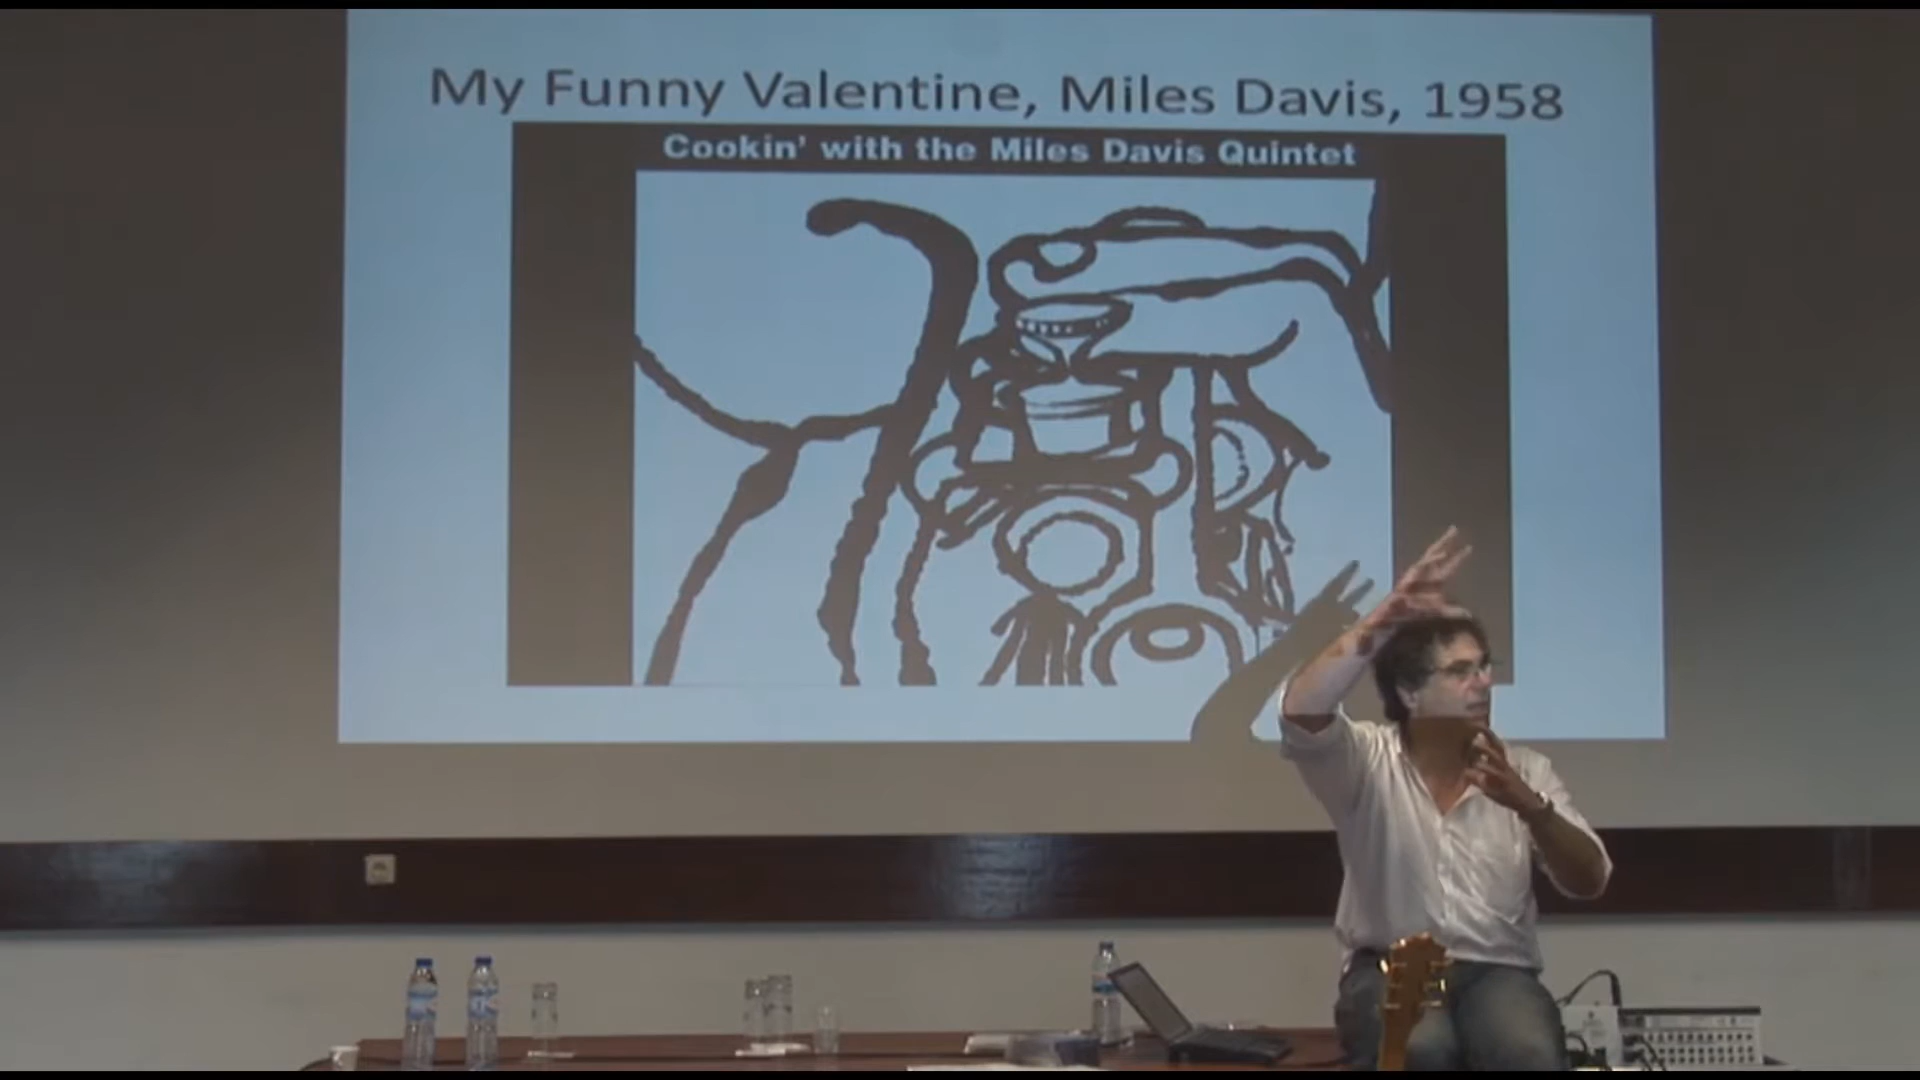 My Funny Valentine, Miles Davis, 1958
Cookin' with the Miles Davis Quintet